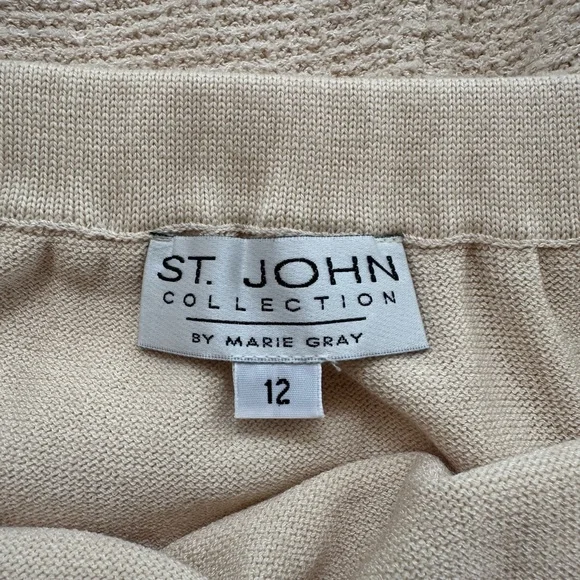 ST. JOHN
COLLECTION
BY MARIE GRAY
12